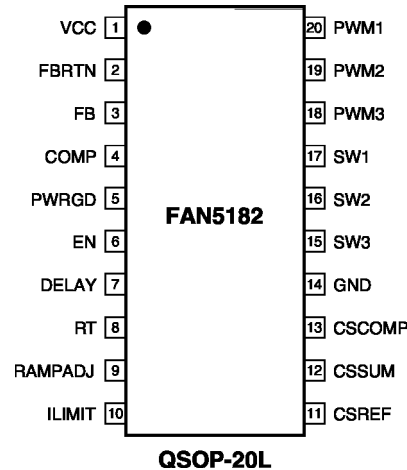 VCC 1 20 PWM1
FBRTN 2 19 PWM2
FB 3 18 PWM3
COMP 4 17 SW1
PWRGD 5 16 SW2
FAN5182
EN 6 15 SW3
DELAY 7 14 GND
RT 8 13 CSCOMP
RAMPADJ 9 12 CSSUM
ILIMIT 10 11 CSREF
QSOP-20L